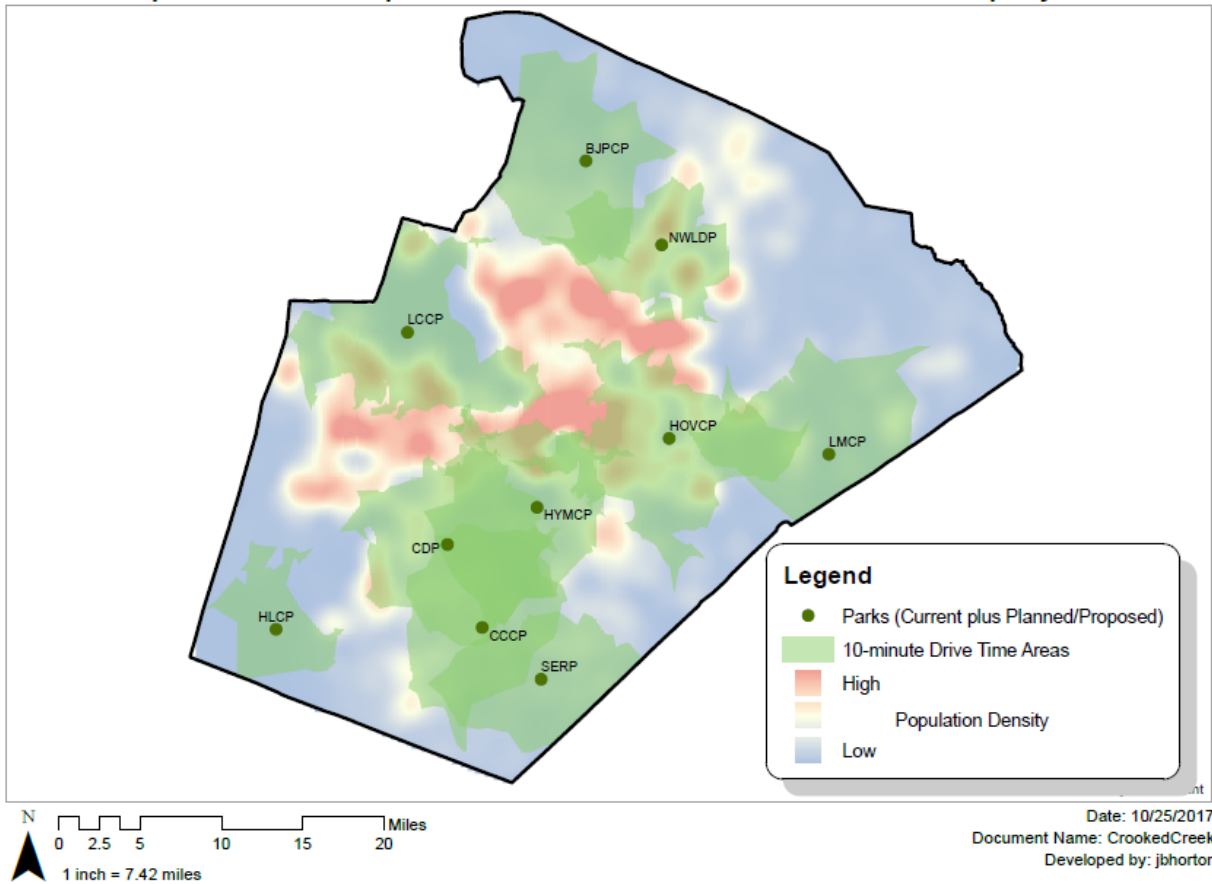 BJPCP
NWLDP
LCCP
HOVCP
LMCP
HYMCP
CDP
HLCP
CCCP
SERP
Legend
Parks (Current plus Planned/Proposed)
10-minute Drive Time Areas
High
Population Density
Low
N
Miles
0 2.5 5 10 15 20
1 inch = 7.42 miles
Date: 10/25/2017
Document Name: CrookedCreek
Developed by: jbhorton